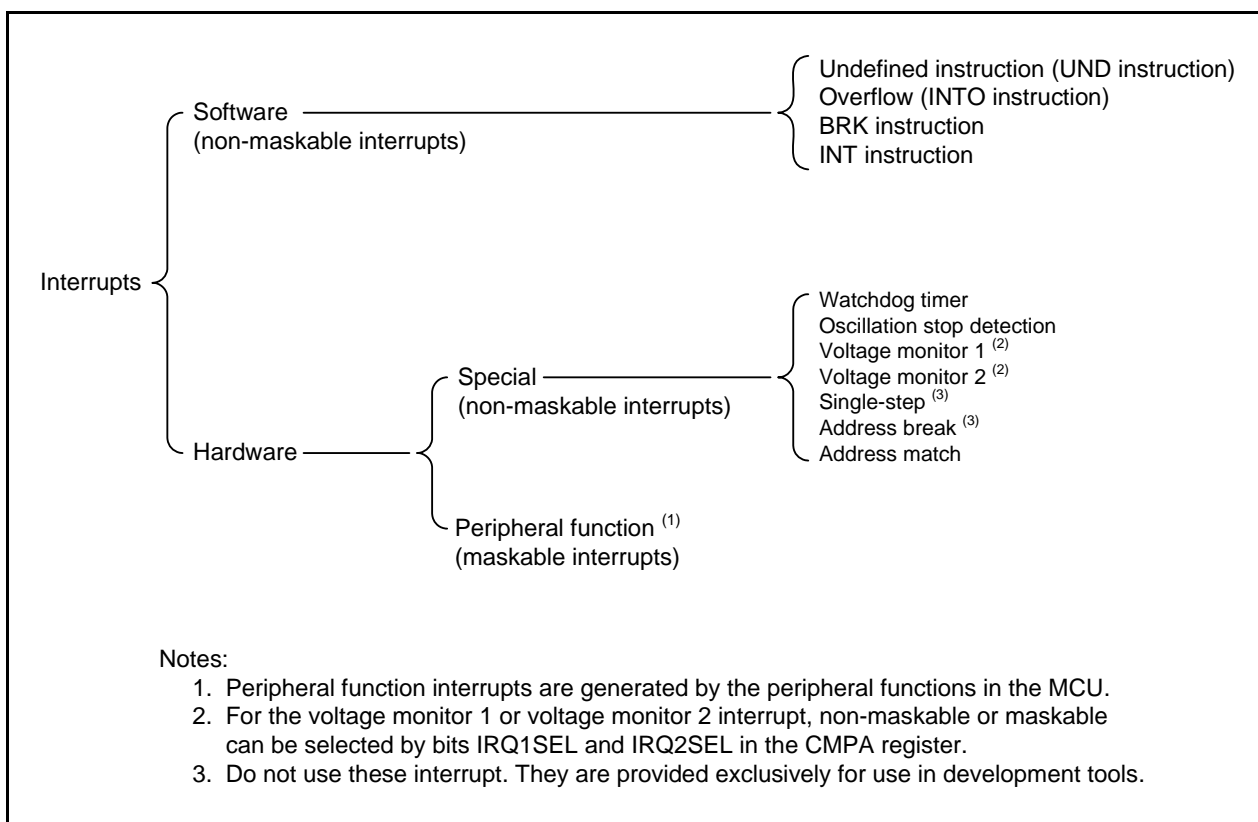 Undefined instruction (UND instruction)
Software
Overflow (INTO instruction)
(non-maskable interrupts)
BRK instruction
INT instruction
Interrupts
Watchdog timer
Oscillation stop detection
Voltage monitor 1 (2)
Special
Voltage monitor 2 (2)
(non-maskable interrupts)
Single-step (3)
Address break (3)
Hardware
Address match
Peripheral function (1)
(maskable interrupts)
Notes:
1. Peripheral function interrupts are generated by the peripheral functions in the MCU.
2. For the voltage monitor 1 or voltage monitor 2 interrupt, non-maskable or maskable
can be selected by bits IRQ1SEL and IRQ2SEL in the CMPA register.
3. Do not use these interrupt. They are provided exclusively for use in development tools.